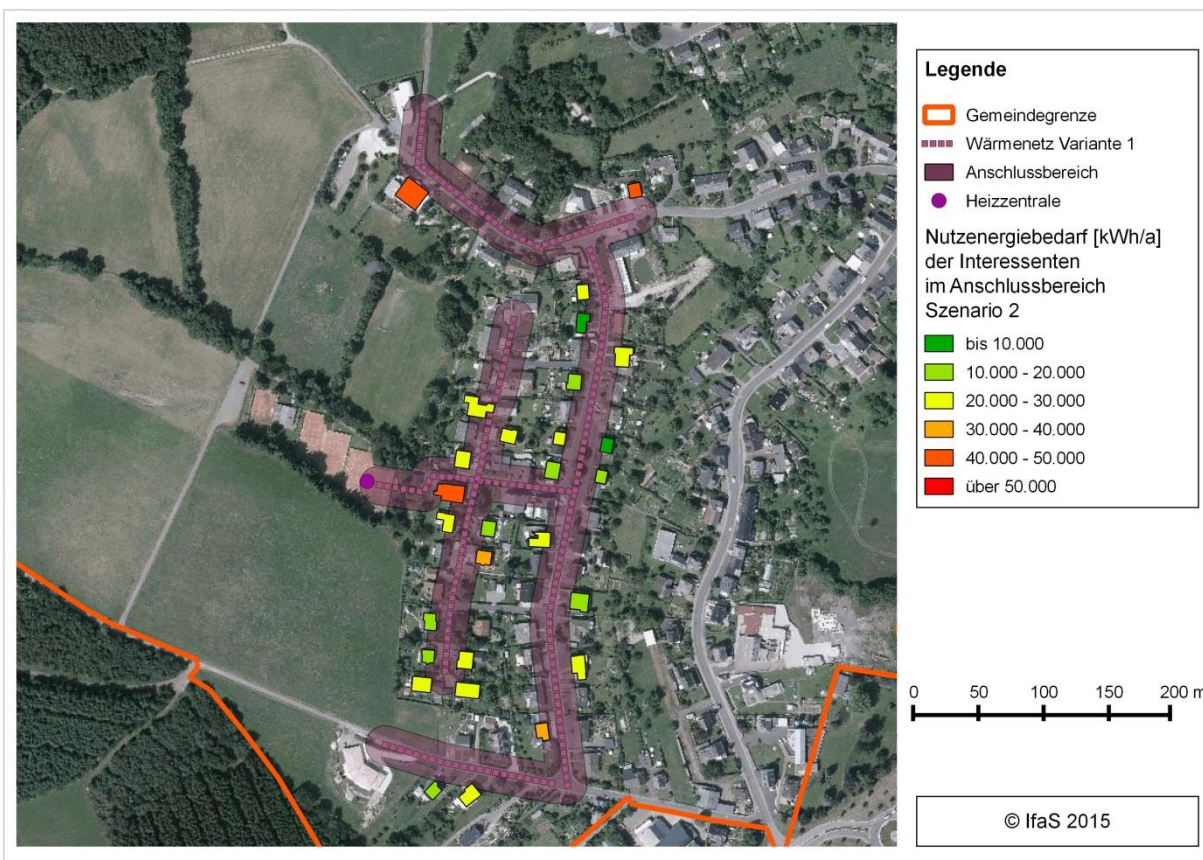 Legende
Gemeindegrenze
Wärmenetz Variante 1
Anschlussbereich
Heizzentrale
Nutzenergiebedarf [kWh/a]
der Interessenten
im Anschlussbereich
Szenario 2
bis 10.000
10.000 - 20.000
20.000 - 30.000
30.000 - 40.000
40.000 - 50.000
über 50.000
0 50 100 150 200 m
© IfaS 2015